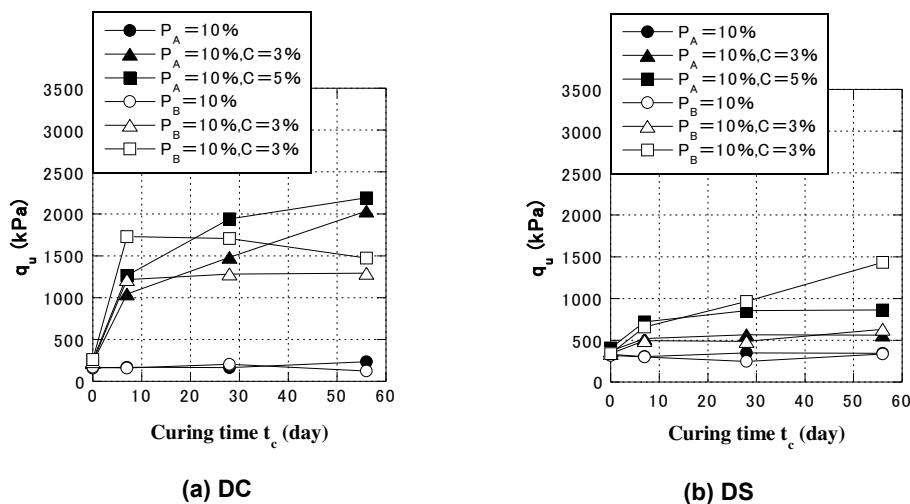 P_A=10%
P_A=10%,C=3%
P_A=10%,C=5%
P_B=10%
P_B=10%,C=3%
P_B=10%,C=3%
3500
3000
2500
2000
1500
1000
500
0
q_u (kPa)
0 10 20 30 40 50 60
Curing time t_c (day)
(a) DC
P_A=10%
P_A=10%,C=3%
P_A=10%,C=5%
P_B=10%
P_B=10%,C=3%
P_B=10%,C=3%
3500
3000
2500
2000
1500
1000
500
0
q_u (kPa)
0 10 20 30 40 50 60
Curing time t_c (day)
(b) DS